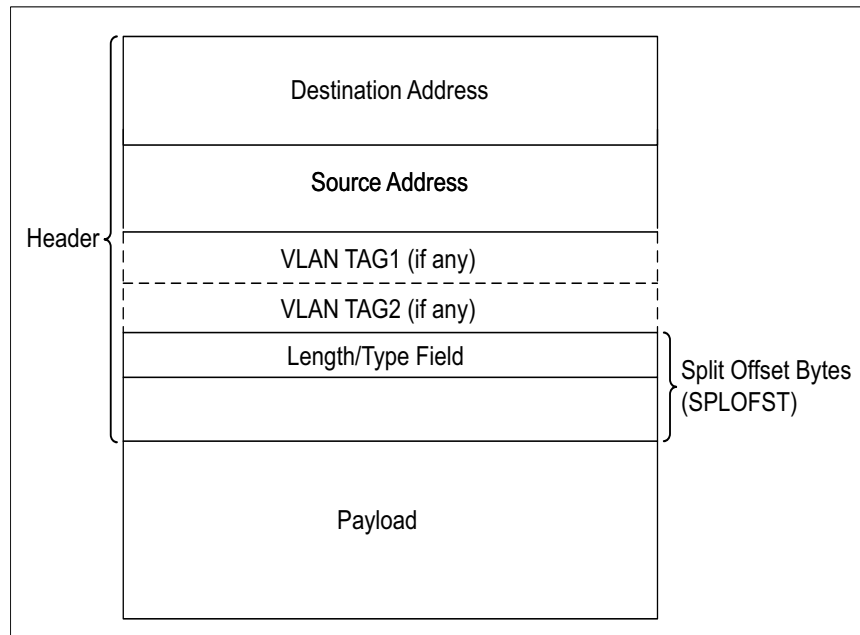 Destination Address
Source Address
Header
VLAN TAG1 (if any)
VLAN TAG2 (if any)
Length/Type Field
Split Offset Bytes
(SPLOFST)
Payload